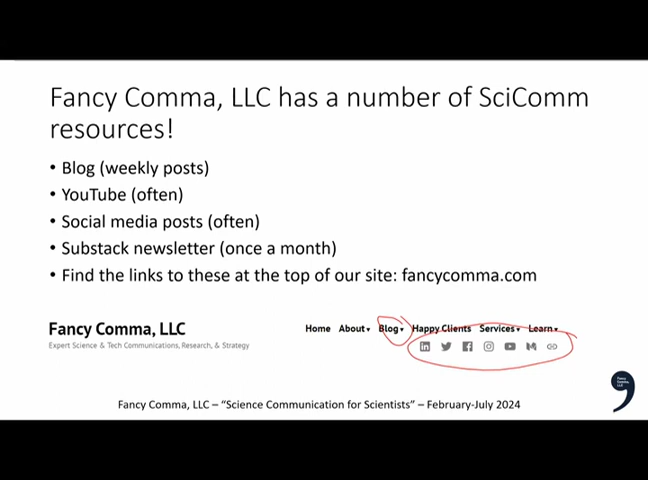 Fancy Comma, LLC has a number of SciComm
resources!
• Blog (weekly posts)
• YouTube (often)
• Social media posts (often)
• Substack newsletter (once a month)
• Find the links to these at the top of our site: fancycomma.com
Fancy Comma, LLC
Expert Science & Tech Communications, Research, & Strategy
Home About Blog Happy Clients Services Learn
Fancy Comma, LLC – “Science Communication for Scientists” – February-July 2024
Fancy
Comma,
LLC